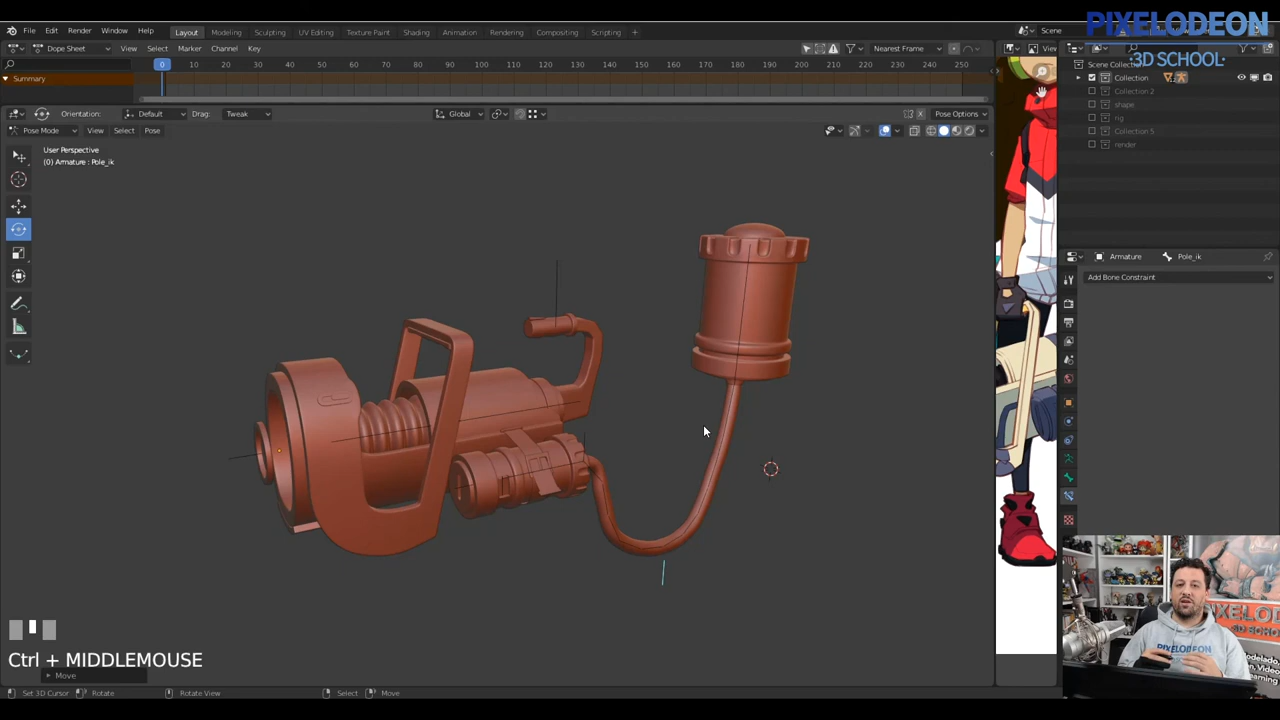 File Edit Render Window Help Layout Modeling Sculpting UV Editing Texture Paint Shading Animation Rendering Compositing Scripting Scene
PIXELODEON
·3D SCHOOL·
Dope Sheet View Select Marker Channel Key Nearest Frame View
0 10 20 30 40 50 60 70 80 90 100 110 120 130 140 150 160 170 180 190 200 210 220 230 240 250
Summary
Scene Collection
Collection
Collection 2
shape
rig
Collection 5
render
Orientation: Default Drag: Tweak Global Pose Options
Pose Mode View Select Pose
User Perspective
(0) Armature : Pole_ik
Armature Pole_ik
Add Bone Constraint
PIXELODEON
Ctrl + MIDDLEMOUSE
Move
Set 3D Cursor Rotate Rotate View Select Move